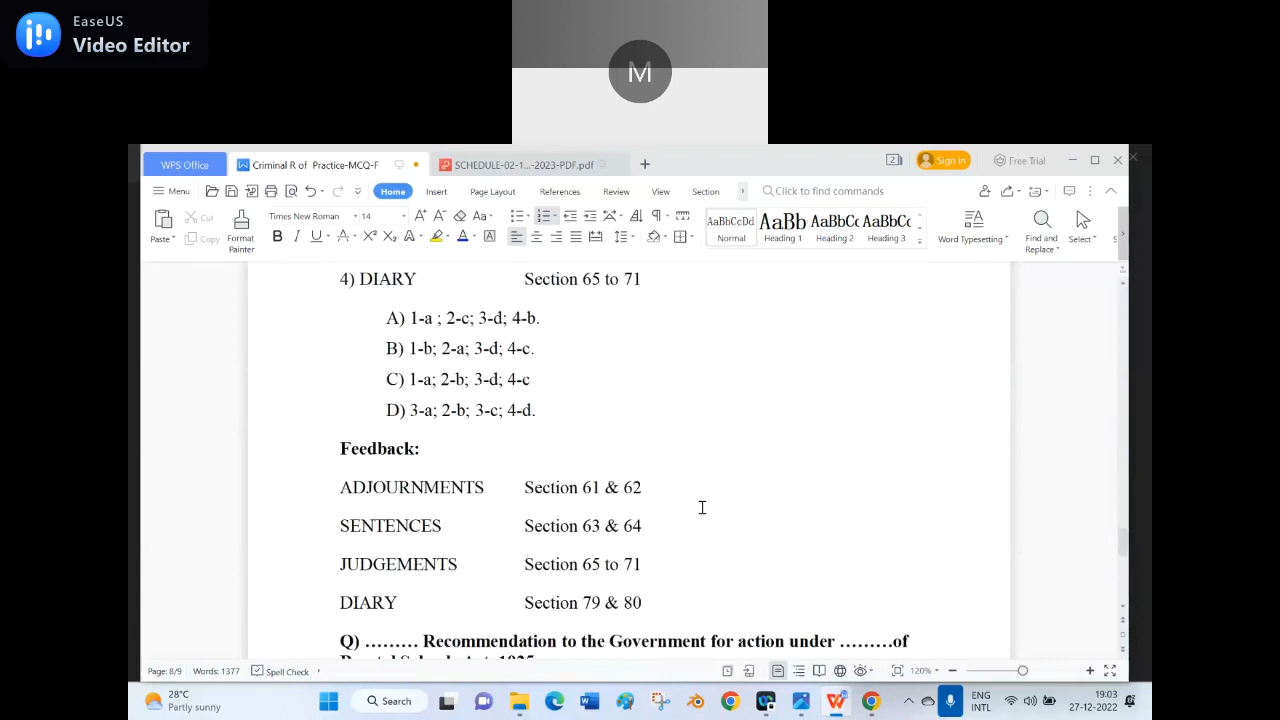 EaseUS
Video Editor
M
WPS Office
Criminal R of Practice-MCQ-F
SCHEDULE-02-1...-2023-PDF.pdf
Sign in
Free Trial
Menu
Home
Insert
Page Layout
References
Review
View
Section
Click to find commands
Paste
Cut
Copy
Format Painter
Times New Roman
14
AaBbCcDd
Normal
AaBb
Heading 1
AaBbCc
Heading 2
AaBbCc
Heading 3
Word Typesetting
Find and Replace
Select
4) DIARY Section 65 to 71
A) 1-a ; 2-c; 3-d; 4-b.
B) 1-b; 2-a; 3-d; 4-c.
C) 1-a; 2-b; 3-d; 4-c
D) 3-a; 2-b; 3-c; 4-d.
Feedback:
ADJOURNMENTS Section 61 & 62
SENTENCES Section 63 & 64
JUDGEMENTS Section 65 to 71
DIARY Section 79 & 80
Q) ……… Recommendation to the Government for action under ………of
Page: 8/9 Words: 1377 Spell Check 120%
28°C
Partly sunny
Search
ENG
INTL
19:03
27-12-2022